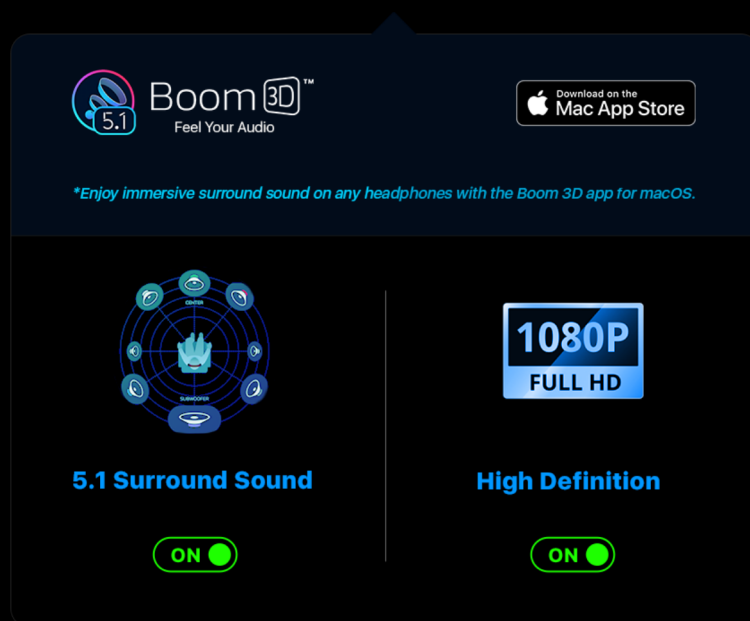 Boom 3D™
5.1
Feel Your Audio
Download on the
Mac App Store
*Enjoy immersive surround sound on any headphones with the Boom 3D app for macOS.
CENTER
SUBWOOFER
1080P
FULL HD
5.1 Surround Sound
High Definition
ON
ON